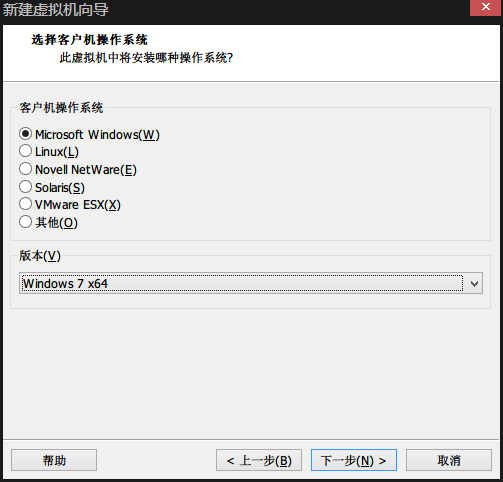 新建虚拟机向导
选择客户机操作系统
此虚拟机中将安装哪种操作系统?
客户机操作系统
Microsoft Windows(W)
Linux(L)
Novell NetWare(E)
Solaris(S)
VMware ESX(X)
其他(O)
版本(V)
Windows 7 x64
帮助
< 上一步(B)
下一步(N) >
取消